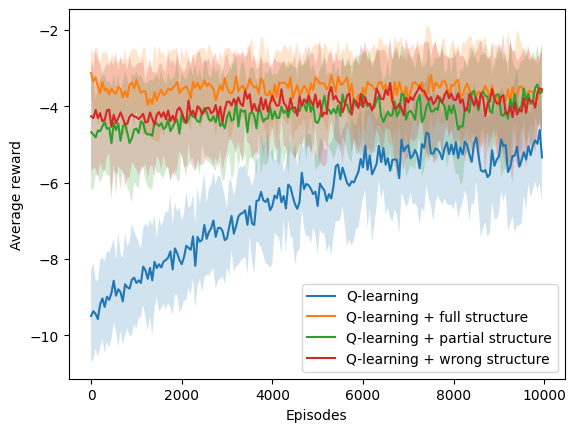 −2
−4
−6
−8
−10
Average reward
0
2000
4000
6000
8000
10000
Episodes
Q-learning
Q-learning + full structure
Q-learning + partial structure
Q-learning + wrong structure